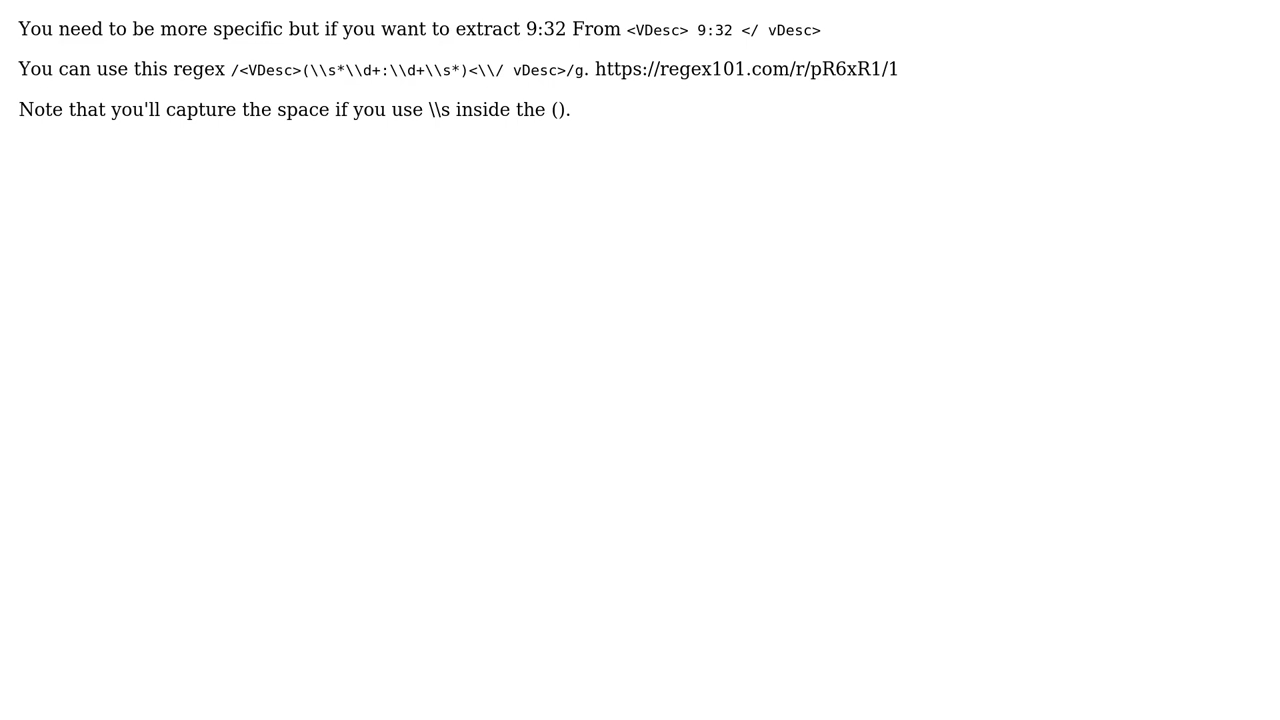 You need to be more specific but if you want to extract 9:32 From <VDesc> 9:32 </ vDesc>
You can use this regex /<VDesc>(\\s*\\d+:\\d+\\s*)<\\/ vDesc>/g. https://regex101.com/r/pR6xR1/1
Note that you'll capture the space if you use \\s inside the ().